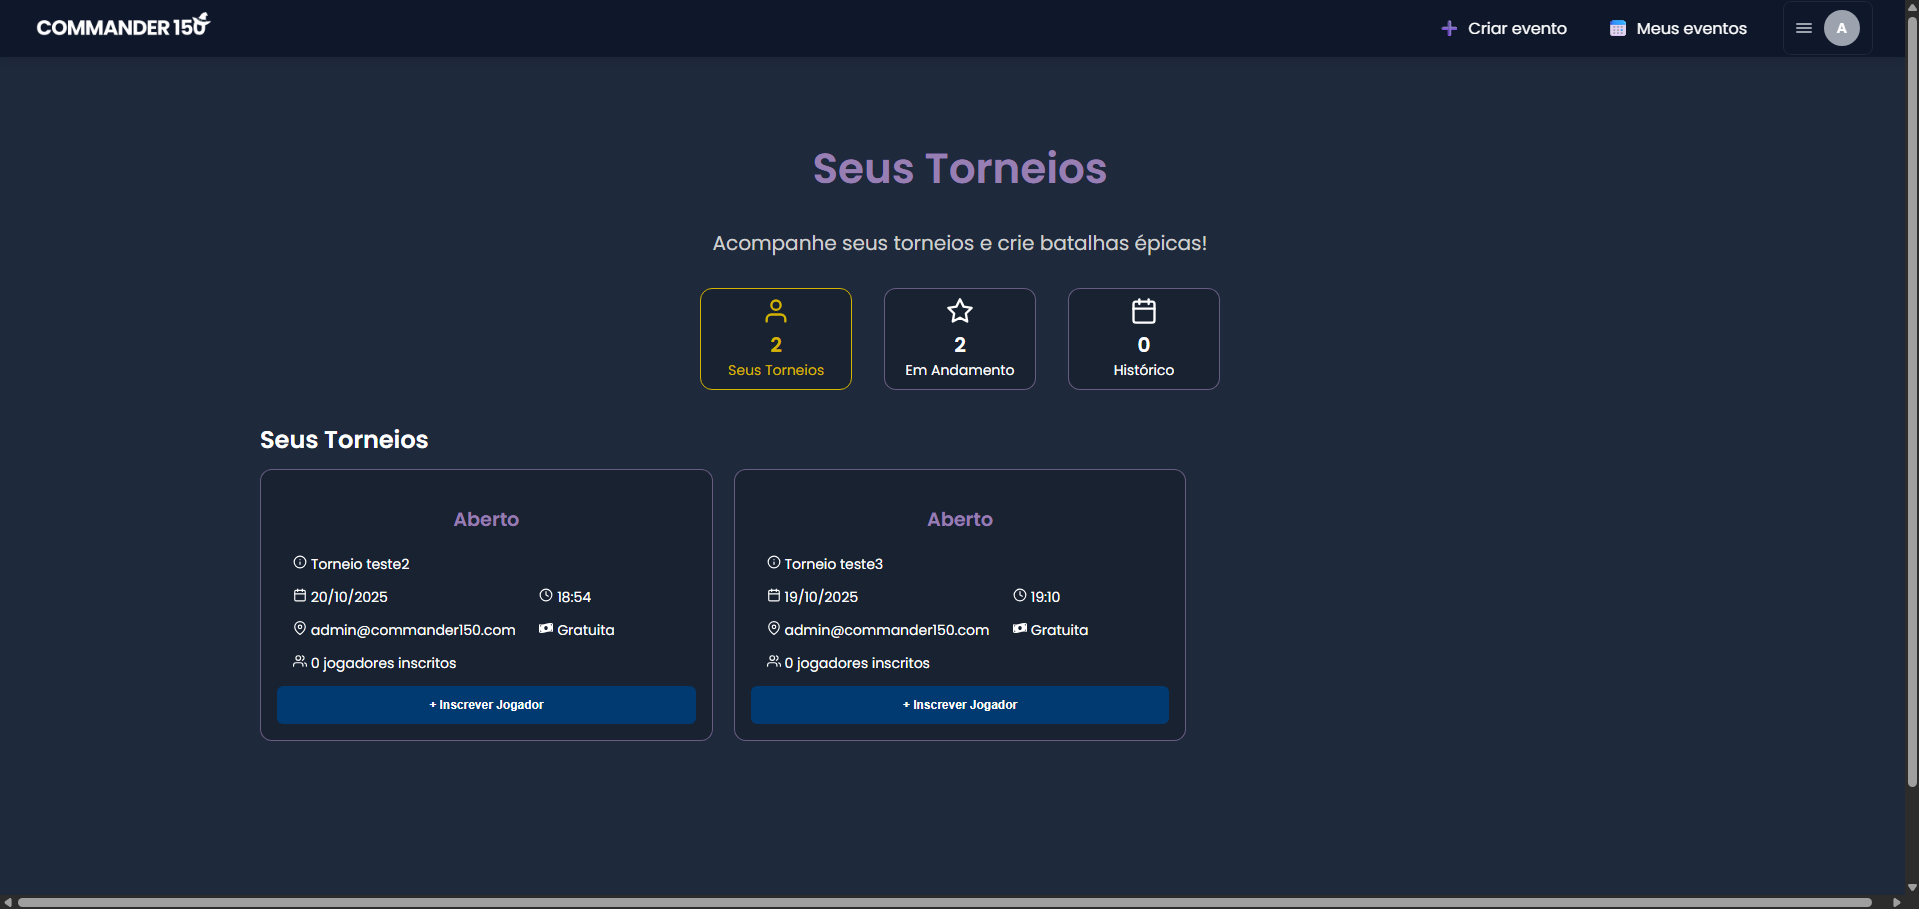 COMMANDER 150
Criar evento
Meus eventos
A
Seus Torneios
Acompanhe seus torneios e crie batalhas épicas!
2
Seus Torneios
2
Em Andamento
0
Histórico
Seus Torneios
Aberto
Torneio teste2
20/10/2025
18:54
admin@commander150.com
Gratuita
0 jogadores inscritos
+ Inscrever Jogador
Aberto
Torneio teste3
19/10/2025
19:10
admin@commander150.com
Gratuita
0 jogadores inscritos
+ Inscrever Jogador